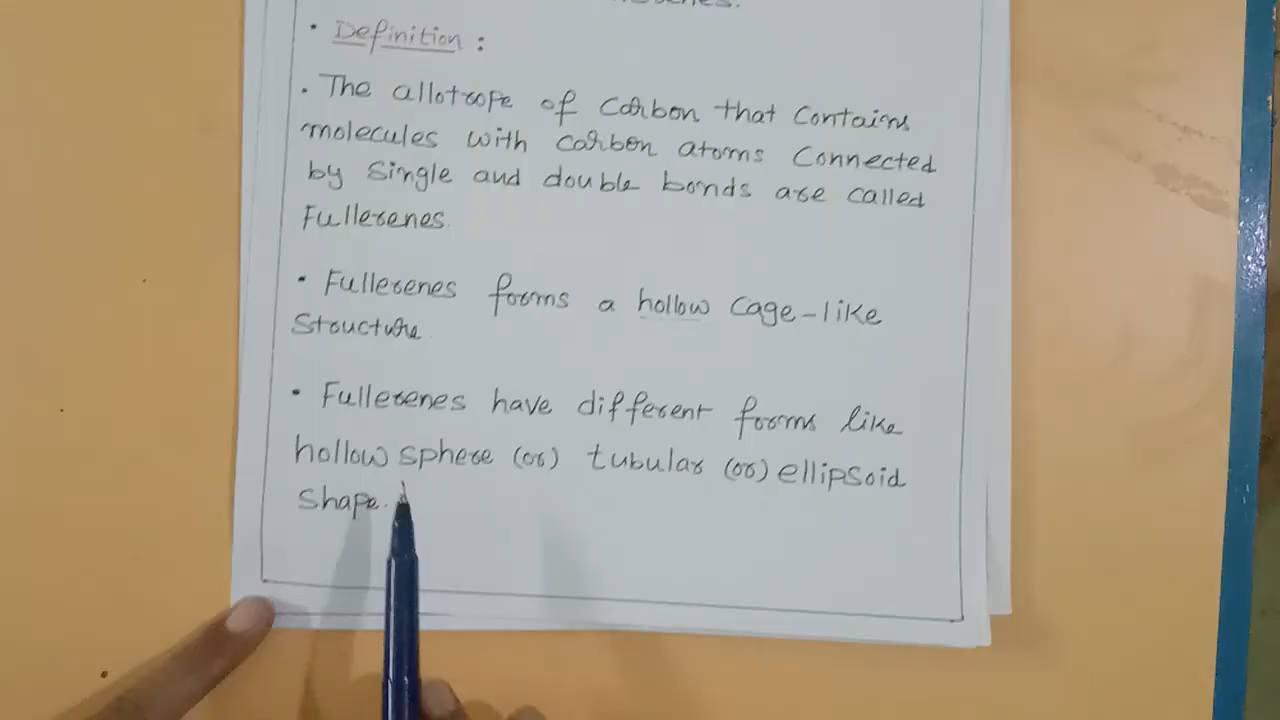 • Definition :
. The allotrope of Carbon that Contains
molecules with Carbon atoms Connected
by Single and double bonds are called
Fullerenes.
• Fullerenes forms a hollow Cage-like
Structure
• Fullerenes have different forms like
hollow sphere (or) tubular (or) ellipsoid
Shape.